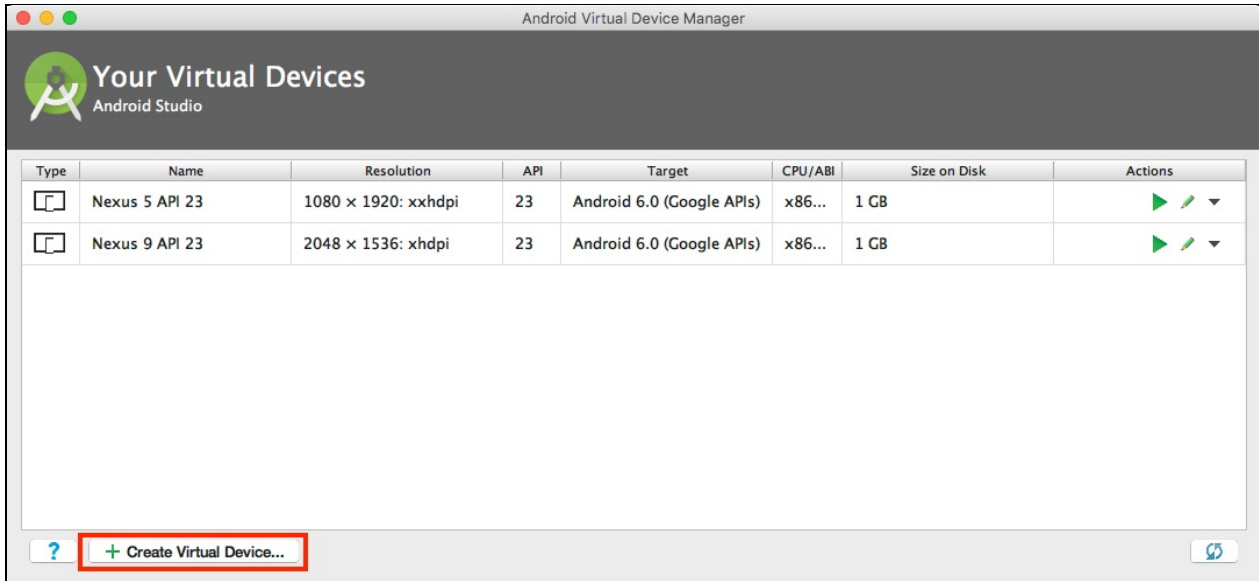 Android Virtual Device Manager
Your Virtual Devices
Android Studio
Type Name Resolution API Target CPU/ABI Size on Disk Actions
Nexus 5 API 23 1080 × 1920: xxhdpi 23 Android 6.0 (Google APIs) x86... 1 GB
Nexus 9 API 23 2048 × 1536: xhdpi 23 Android 6.0 (Google APIs) x86... 1 GB
? + Create Virtual Device...